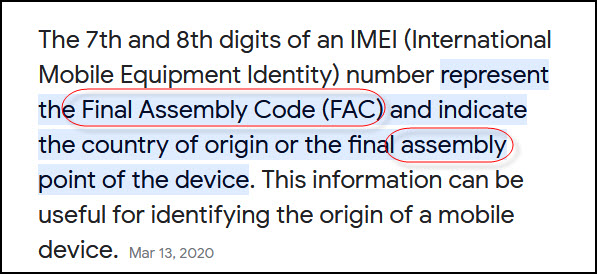 The 7th and 8th digits of an IMEI (International
Mobile Equipment Identity) number represent
the Final Assembly Code (FAC) and indicate
the country of origin or the final assembly
point of the device. This information can be
useful for identifying the origin of a mobile
device. Mar 13, 2020